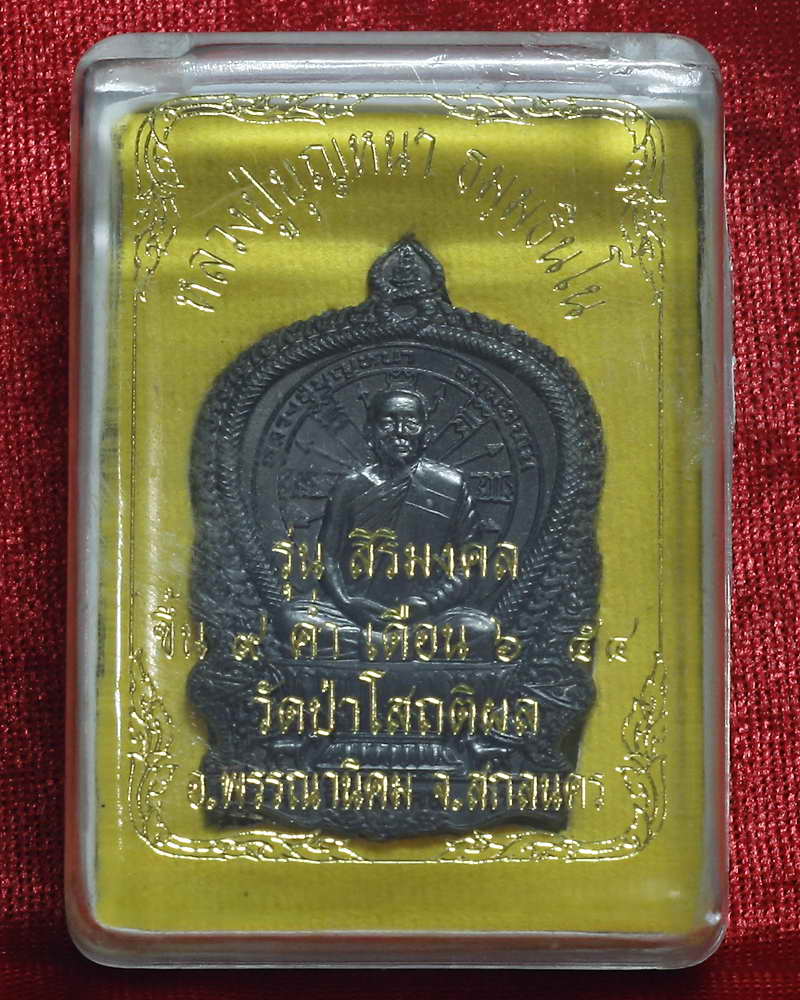 หลวงปู่บุญหนา ธมฺมทินฺโน
รุ่น สิริมงคล
ขึ้น ๙ ค่ำ เดือน ๖ ๕๔
วัดป่าโสตถิผล
อ.พรรณานิคม จ.สกลนคร